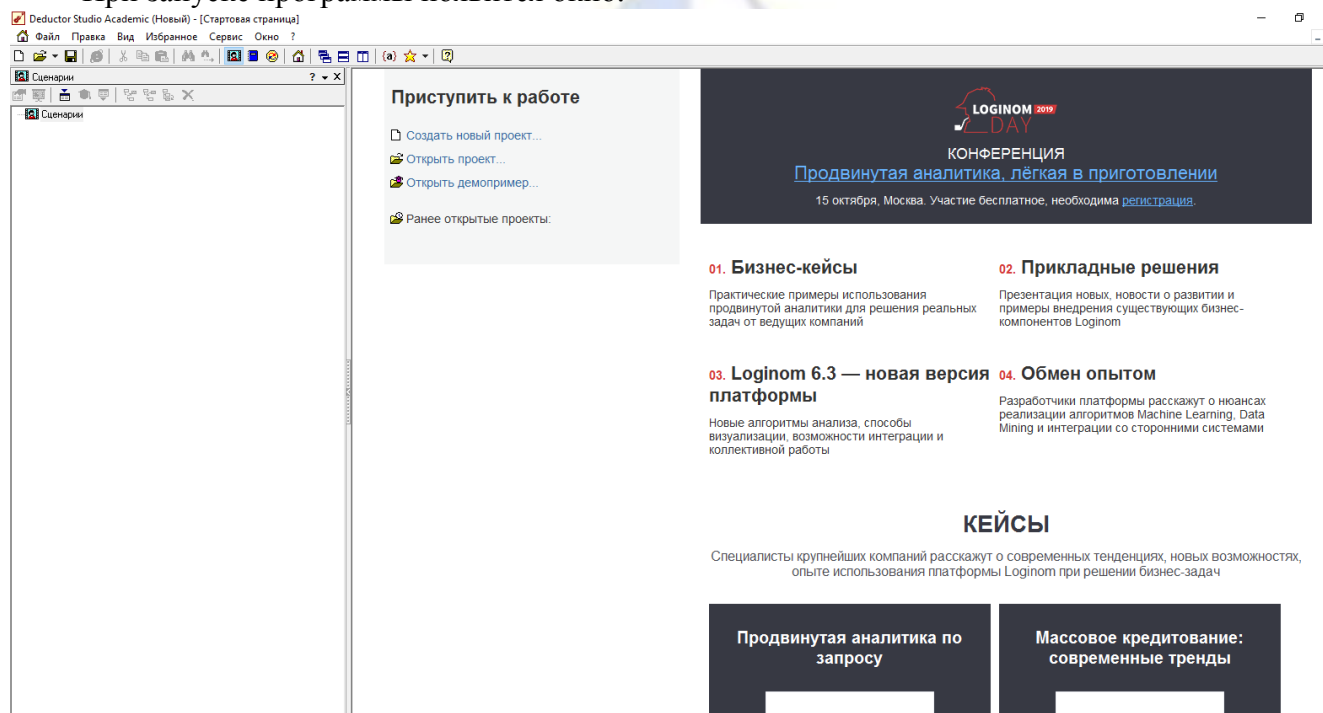 При запуске программы появится окно:
Deductor Studio Academic (Новый) - [Стартовая страница]
Файл Правка Вид Избранное Сервис Окно ?
Сценарии
Сценарии
Приступить к работе
Создать новый проект...
Открыть проект...
Открыть демопример...
Ранее открытые проекты:
LOGINOM 2019
DAY
КОНФЕРЕНЦИЯ
Продвинутая аналитика, лёгкая в приготовлении
15 октября, Москва. Участие бесплатное, необходима регистрация.
01. Бизнес-кейсы
Практические примеры использования
продвинутой аналитики для решения реальных
задач от ведущих компаний
02. Прикладные решения
Презентация новых, новости о развитии и
примеры внедрения существующих бизнес-
компонентов Loginom
03. Loginom 6.3 — новая версия
платформы
Новые алгоритмы анализа, способы
визуализации, возможности интеграции и
коллективной работы
04. Обмен опытом
Разработчики платформы расскажут о нюансах
реализации алгоритмов Machine Learning, Data
Mining и интеграции со сторонними системами
КЕЙСЫ
Специалисты крупнейших компаний расскажут о современных тенденциях, новых возможностях,
опыте использования платформы Loginom при решении бизнес-задач
Продвинутая аналитика по
запросу
Массовое кредитование:
современные тренды